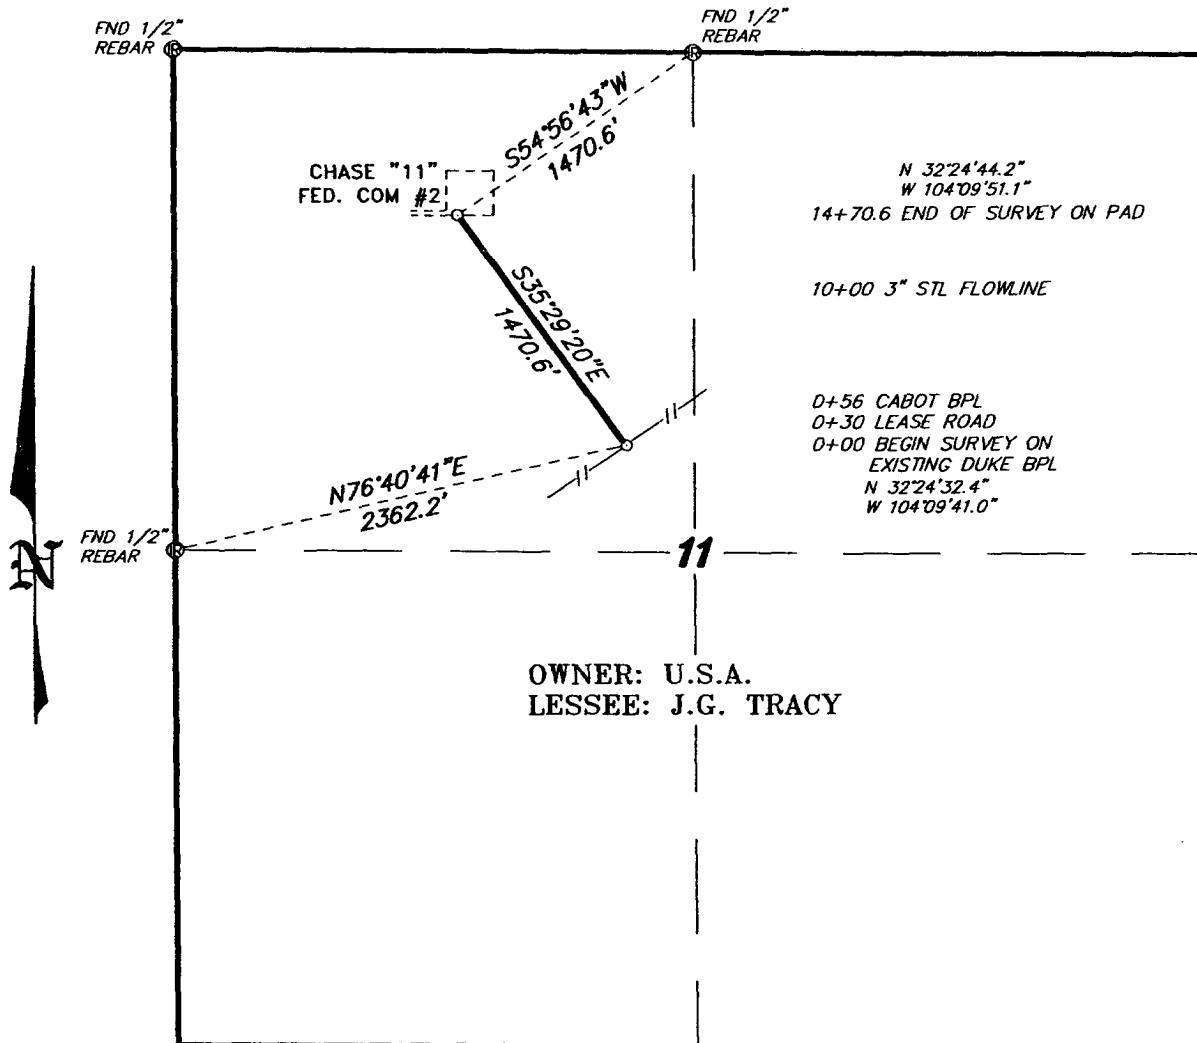 FND 1/2"
REBAR
FND 1/2"
REBAR
S54°56'43"W
1470.6'
CHASE "11"
FED. COM #2
N 32°24'44.2"
W 104°09'51.1"
14+70.6 END OF SURVEY ON PAD
S35°29'20"E
1470.6'
10+00 3" STL FLOWLINE
0+56 CABOT BPL
0+30 LEASE ROAD
0+00 BEGIN SURVEY ON
EXISTING DUKE BPL
N 32°24'32.4"
W 104°09'41.0"
N76°40'41"E
2362.2'
FND 1/2"
REBAR
N
11
OWNER: U.S.A.
LESSEE: J.G. TRACY